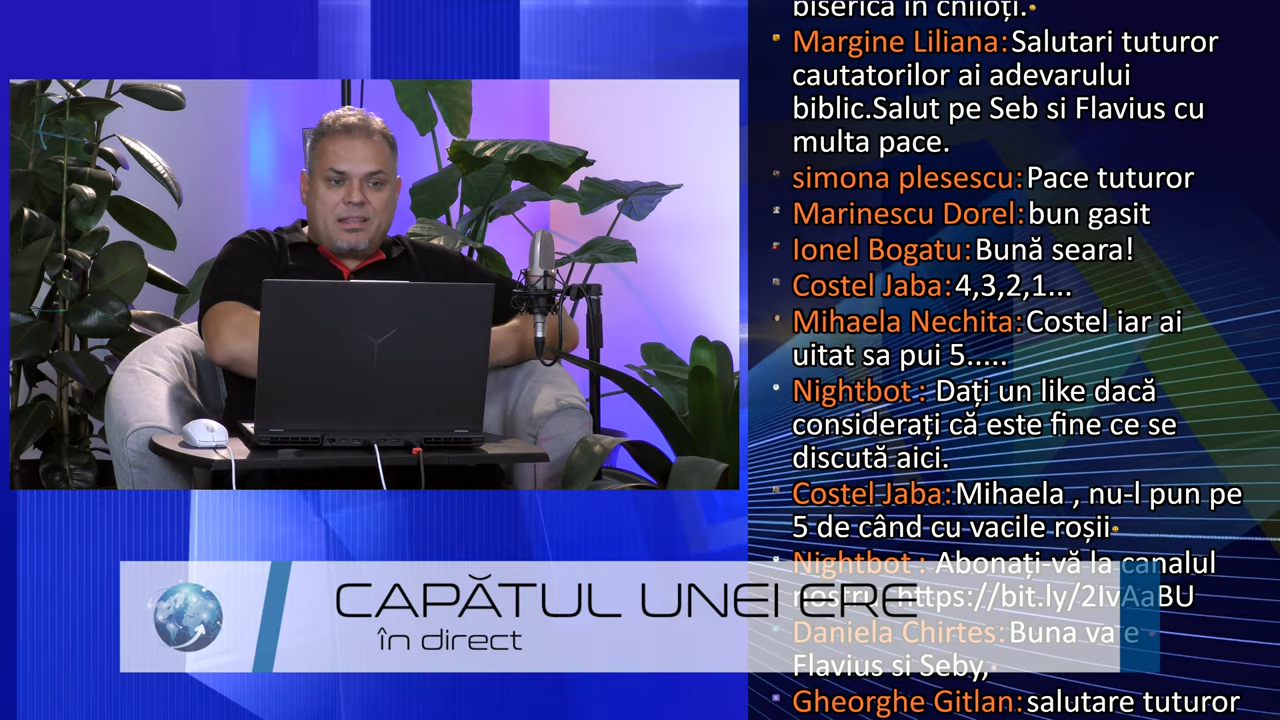 biserica in chiloți.
Margine Liliana: Salutari tuturor
cautatorilor ai adevarului
biblic.Salut pe Seb si Flavius cu
multa pace.
simona plesescu: Pace tuturor
Marinescu Dorel: bun gasit
Ionel Bogatu: Bună seara!
Costel Jaba: 4,3,2,1...
Mihaela Nechita: Costel iar ai
uitat sa pui 5.....
Nightbot : Dați un like dacă
considerați că este fine ce se
discută aici.
Costel Jaba: Mihaela , nu-l pun pe
5 de când cu vacile roșii
Nightbot : Abonați-vă la canalul
nostru https://bit.ly/2IvAaBU
Daniela Chirtes: Buna va e
Flavius si Seby,
Gheorghe Gitlan: salutare tuturor
CAPĂTUL UNEI ERE
în direct